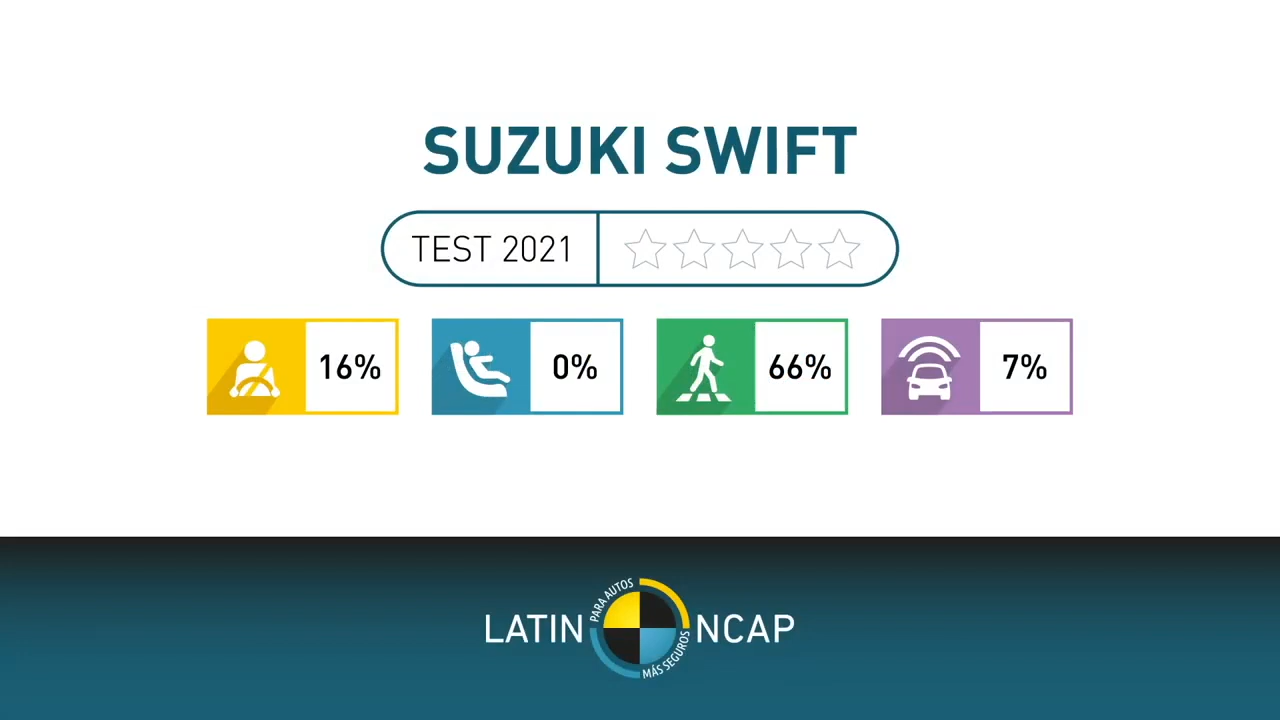 SUZUKI SWIFT
TEST 2021
16% 0% 66% 7%
LATIN NCAP
PARA AUTOS
MÁS SEGUROS